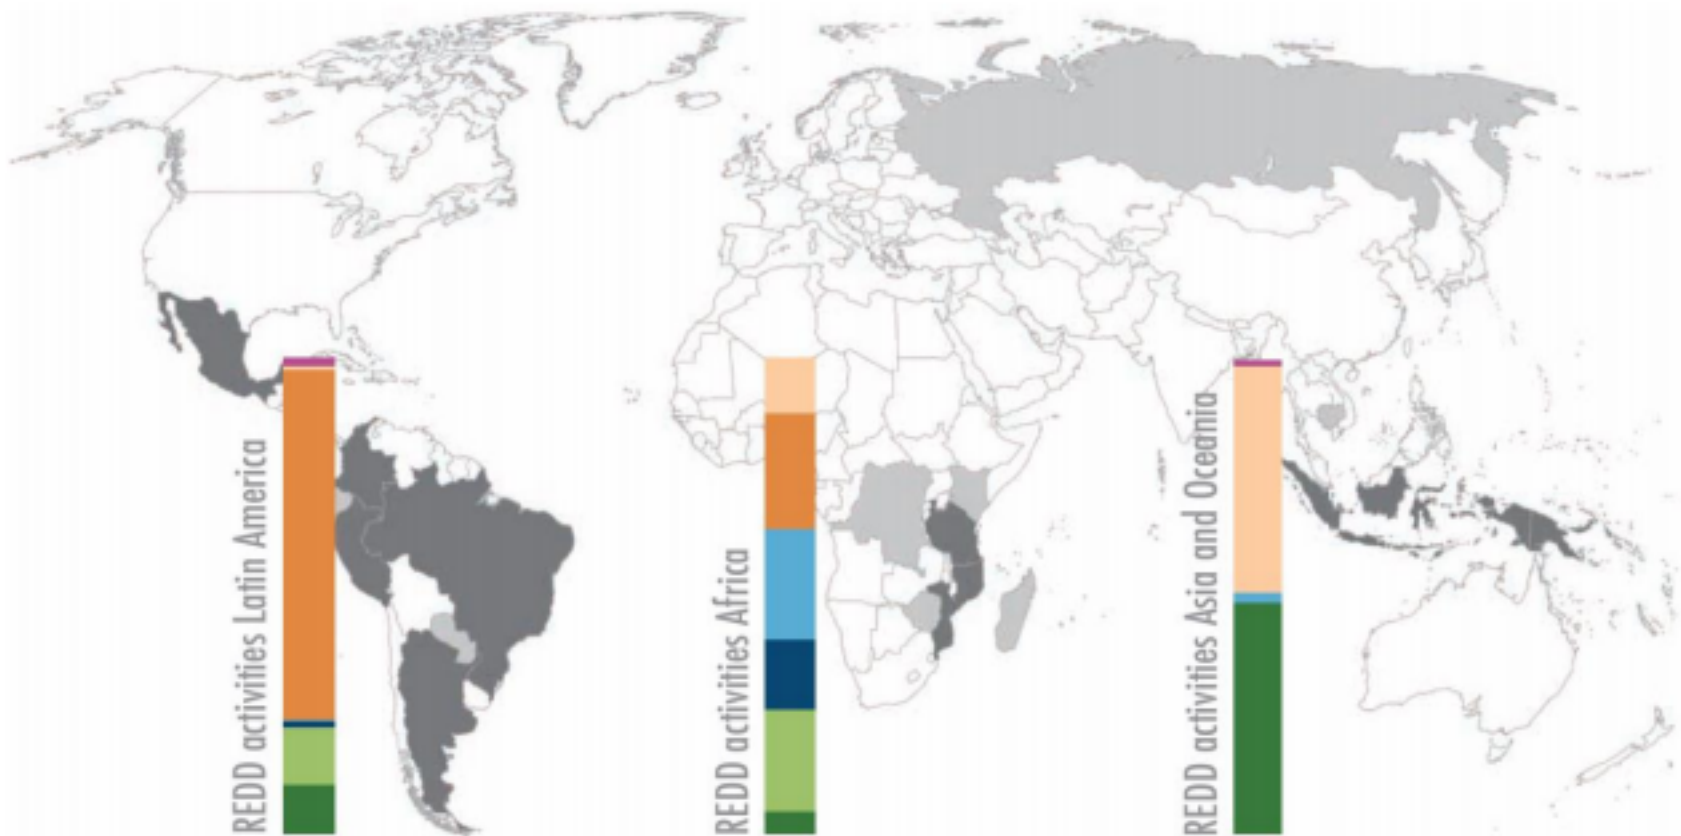 REDD activities Latin America
REDD activities Africa
REDD activities Asia and Oceania